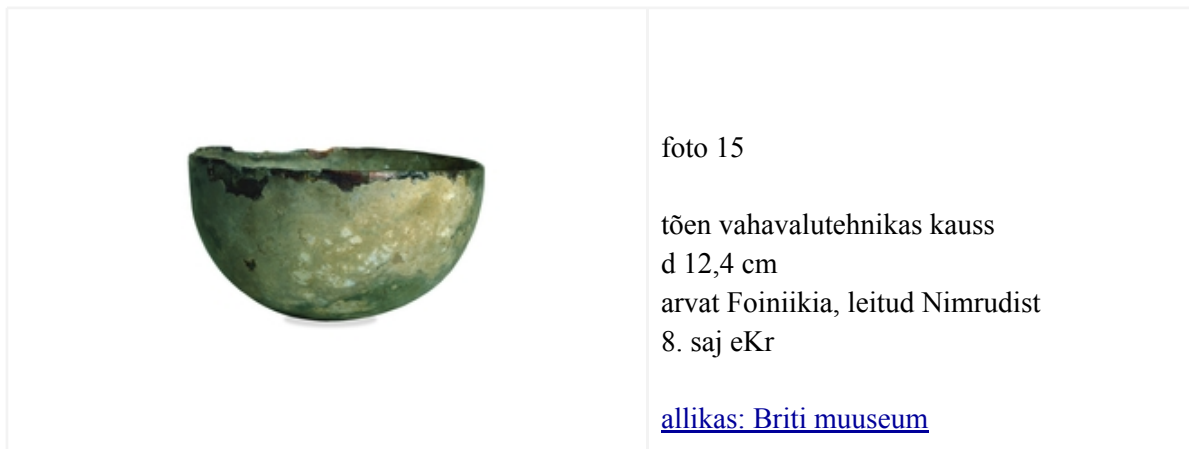 foto 15
tõen vahavalutehnikas kauss
d 12,4 cm
arvat Foiniikia, leitud Nimrudist
8. saj eKr
allikas: Briti muuseum